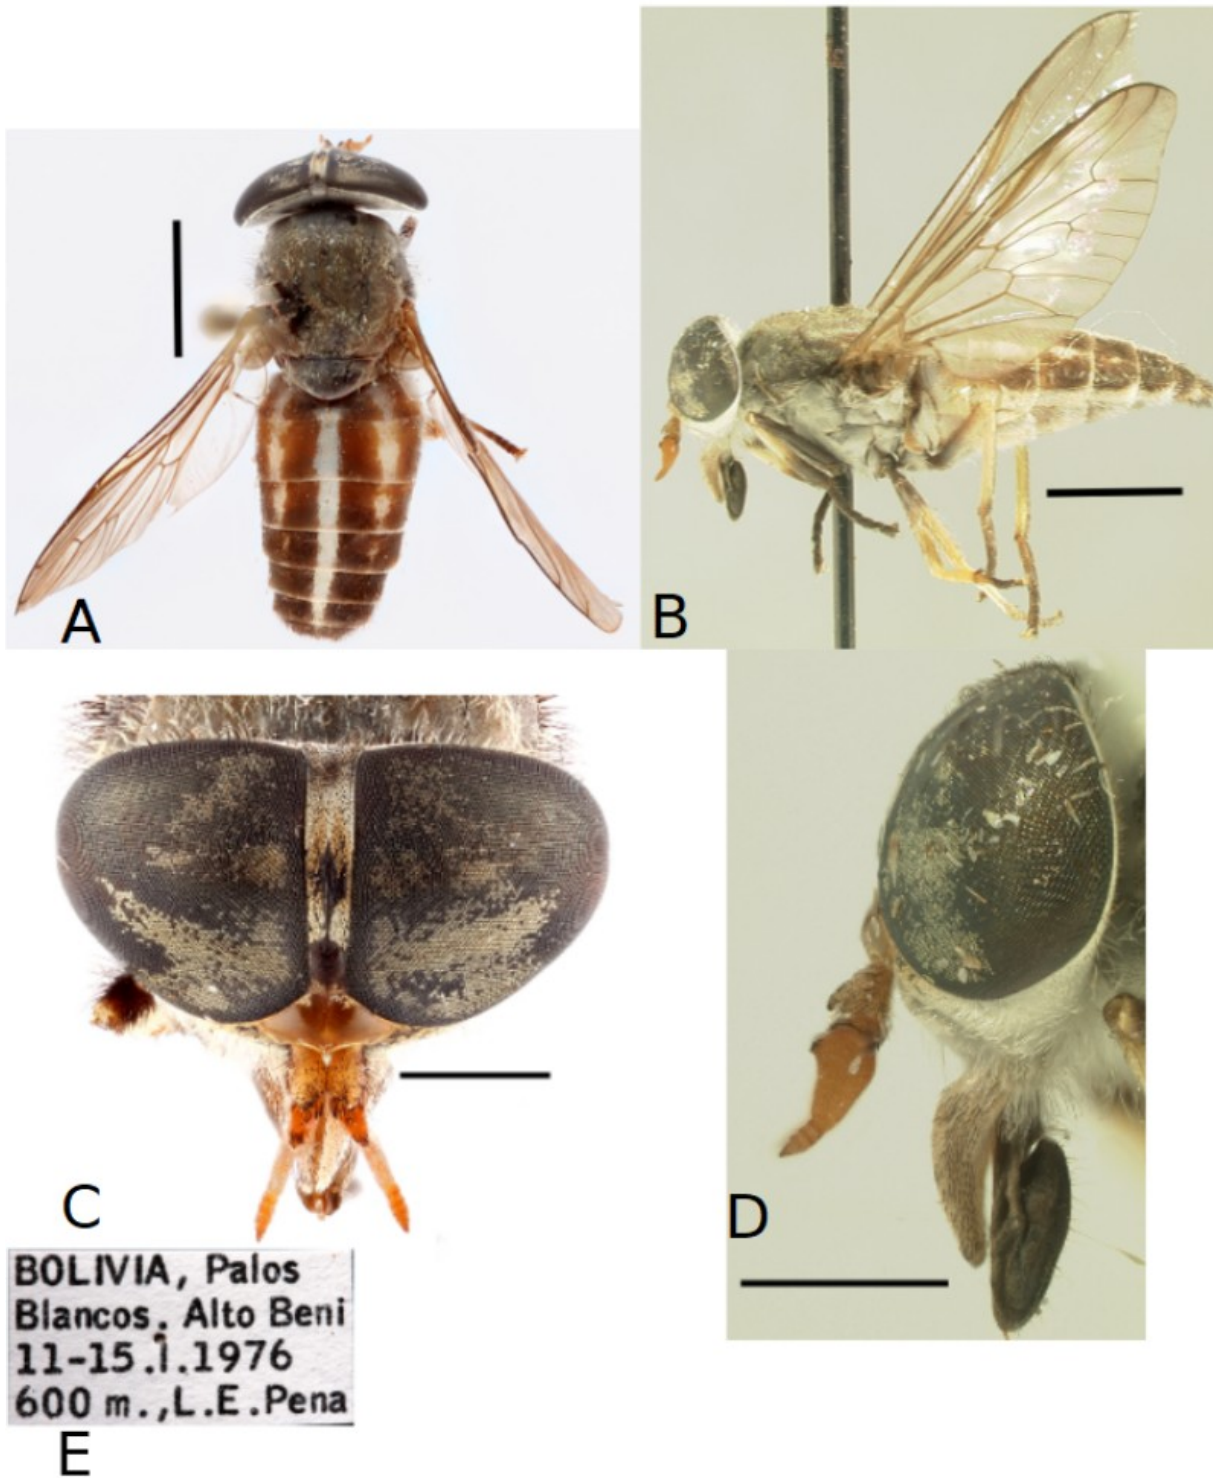 A
B
C
D
BOLIVIA, Palos
Blancos. Alto Beni
11-15.i.1976
600 m., L.E.Pena
E